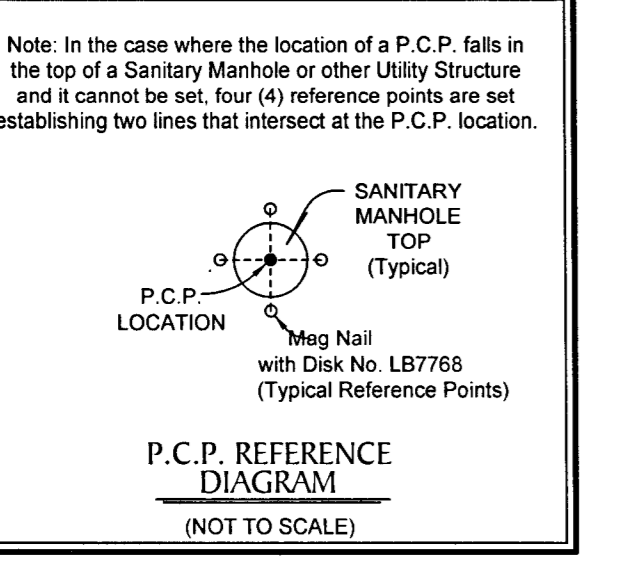 Note: In the case where the location of a P.C.P. falls in
the top of a Sanitary Manhole or other Utility Structure
and it cannot be set, four (4) reference points are set
establishing two lines that intersect at the P.C.P. location.
SANITARY
MANHOLE
TOP
(Typical)
P.C.P.
LOCATION
Mag Nail
with Disk No. LB7768
(Typical Reference Points)
P.C.P. REFERENCE
DIAGRAM
(NOT TO SCALE)